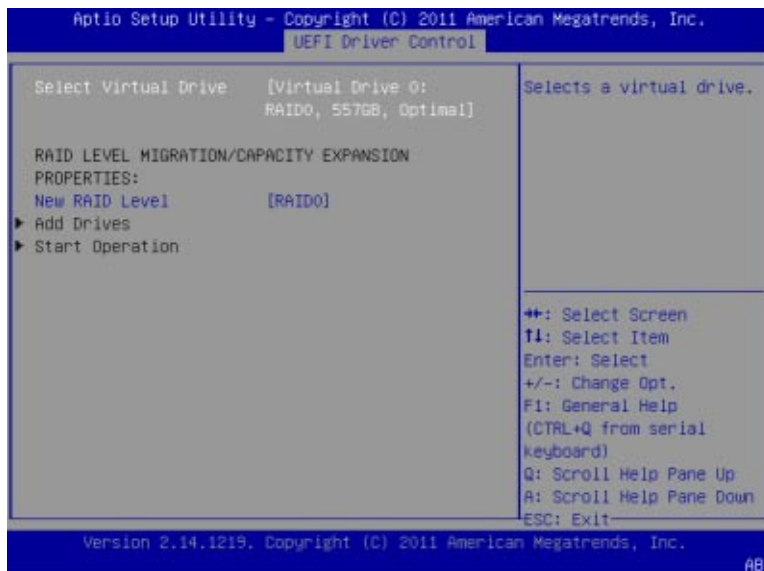 Aptio Setup Utility – Copyright (C) 2011 American Megatrends, Inc.
UEFI Driver Control
Select Virtual Drive [Virtual Drive 0:
RAID0, 557GB, Optimal]
RAID LEVEL MIGRATION/CAPACITY EXPANSION
PROPERTIES:
New RAID Level [RAID0]
▶ Add Drives
▶ Start Operation
Selects a virtual drive.
→←: Select Screen
↑↓: Select Item
Enter: Select
+/-: Change Opt.
F1: General Help
(CTRL+Q from serial
keyboard)
Q: Scroll Help Pane Up
A: Scroll Help Pane Down
ESC: Exit
Version 2.14.1219. Copyright (C) 2011 American Megatrends, Inc.
AB